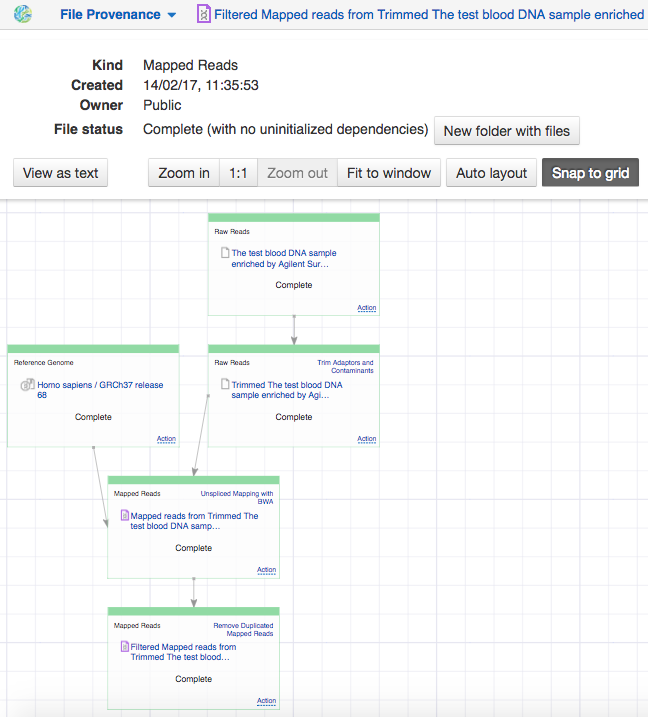 File Provenance
Filtered Mapped reads from Trimmed The test blood DNA sample enriched
Kind Mapped Reads
Created 14/02/17, 11:35:53
Owner Public
File status Complete (with no uninitialized dependencies) New folder with files
View as text Zoom in 1:1 Zoom out Fit to window Auto layout Snap to grid
Raw Reads
The test blood DNA sample
enriched by Agilent Sur…
Complete
Action
Reference Genome
Homo sapiens / GRCh37 release
68
Complete
Action
Raw Reads Trim Adaptors and
Contaminants
Trimmed The test blood DNA
sample enriched by Agi…
Complete
Action
Mapped Reads Unspliced Mapping with
BWA
Mapped reads from Trimmed The
test blood DNA samp…
Complete
Action
Mapped Reads Remove Duplicated
Mapped Reads
Filtered Mapped reads from
Trimmed The test blood…
Complete
Action